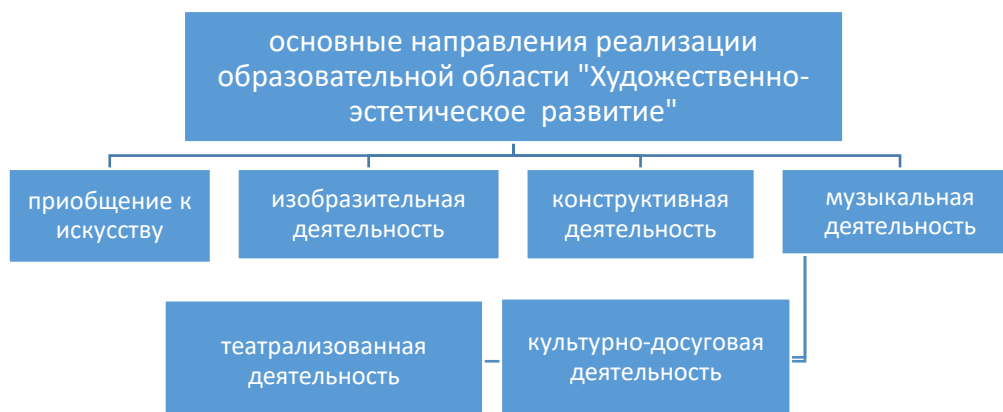 основные направления реализации
образовательной области "Художественно-
эстетическое развитие"
приобщение к
искусству
изобразительная
деятельность
конструктивная
деятельность
музыкальная
деятельность
театрализованная
деятельность
культурно-досуговая
деятельность